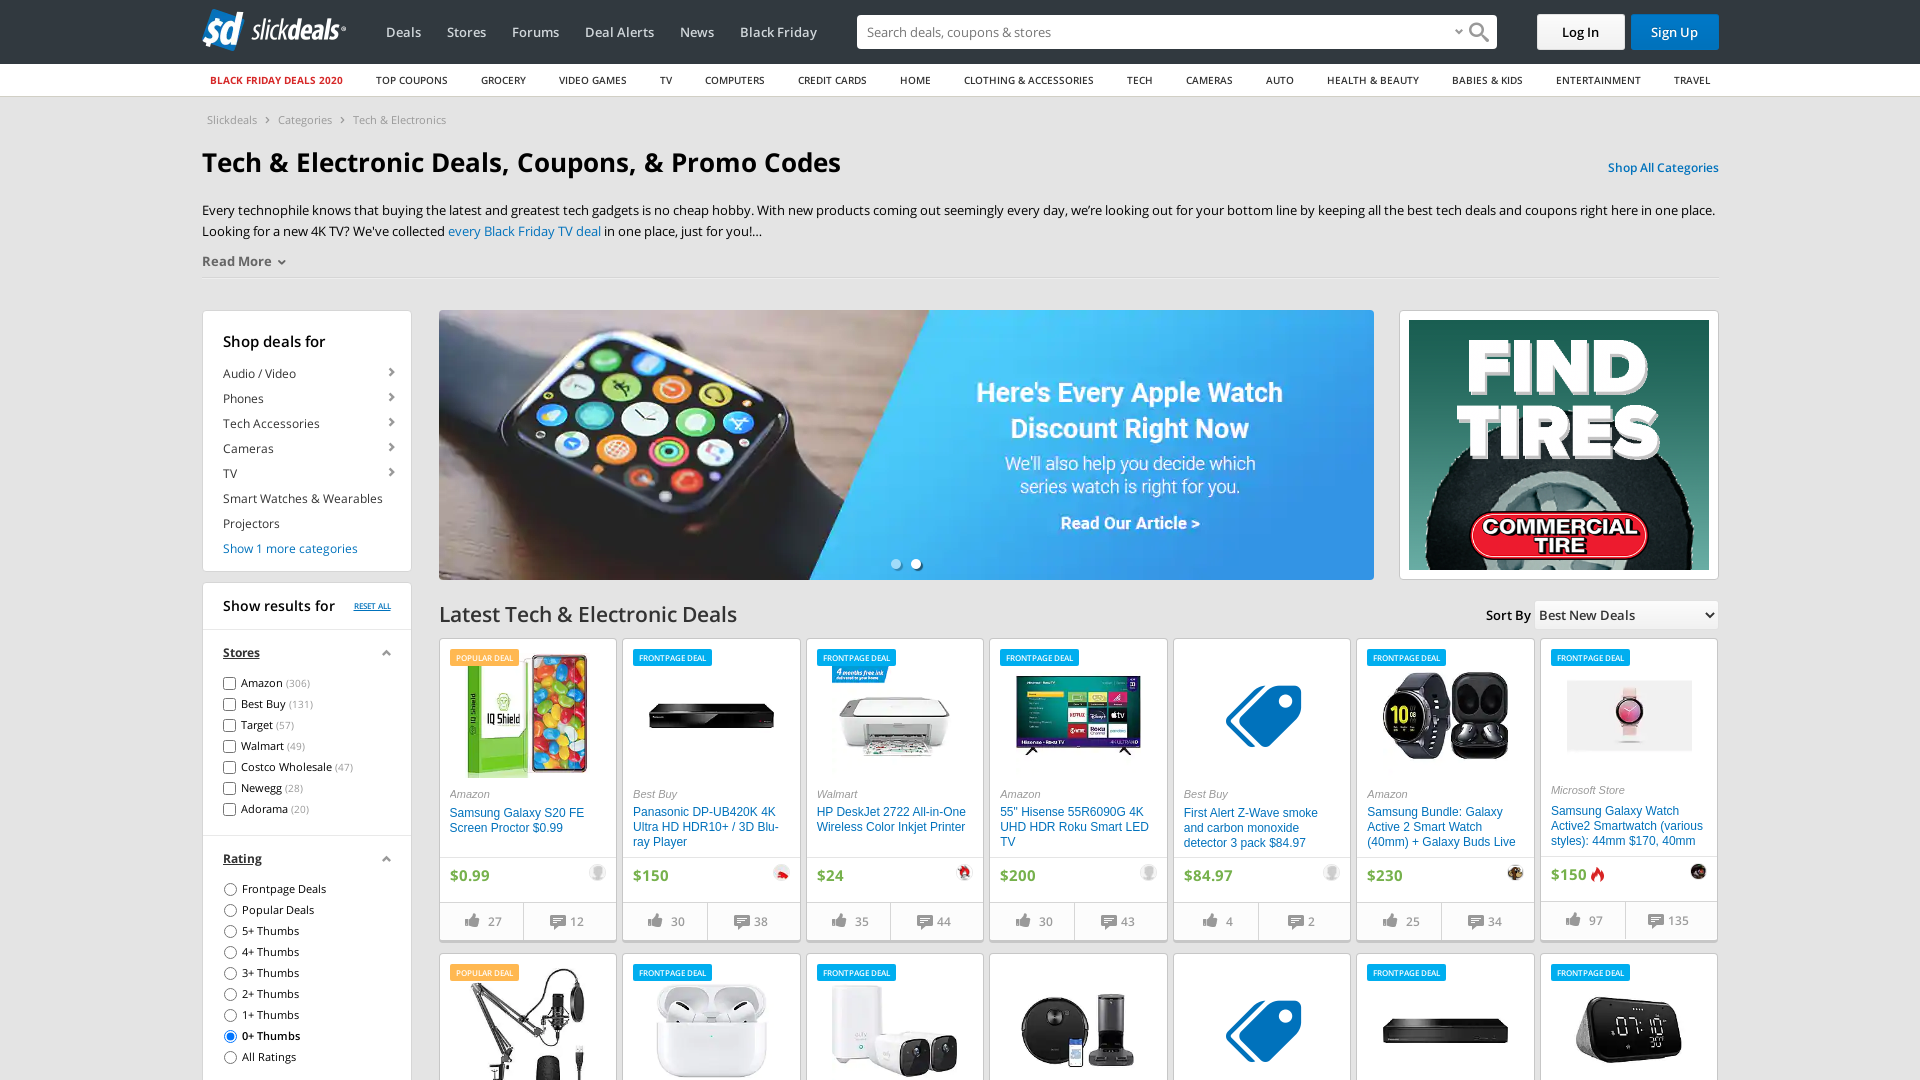 slickdeals
Deals
Stores
Forums
Deal Alerts
News
Black Friday
Search deals, coupons & stores
Log In
Sign Up
BLACK FRIDAY DEALS 2020
TOP COUPONS
GROCERY
VIDEO GAMES
TV
COMPUTERS
CREDIT CARDS
HOME
CLOTHING & ACCESSORIES
TECH
CAMERAS
AUTO
HEALTH & BEAUTY
BABIES & KIDS
ENTERTAINMENT
TRAVEL
Slickdeals
Categories
Tech & Electronics
Tech & Electronic Deals, Coupons, & Promo Codes
Shop All Categories
Every technophile knows that buying the latest and greatest tech gadgets is no cheap hobby. With new products coming out seemingly every day, we’re looking out for your bottom line by keeping all the best tech deals and coupons right here in one place.
Looking for a new 4K TV? We've collected every Black Friday TV deal in one place, just for you!...
Read More
Shop deals for
Audio / Video
Phones
Tech Accessories
Cameras
TV
Smart Watches & Wearables
Projectors
Show 1 more categories
Here's Every Apple Watch
Discount Right Now
We'll also help you decide which
series watch is right for you.
Read Our Article >
FIND
TIRES
COMMERCIAL
TIRE
Show results for
RESET ALL
Stores
Amazon (306)
Best Buy (131)
Target (57)
Walmart (49)
Costco Wholesale (47)
Newegg (28)
Adorama (20)
Rating
Frontpage Deals
Popular Deals
5+ Thumbs
4+ Thumbs
3+ Thumbs
2+ Thumbs
1+ Thumbs
0+ Thumbs
All Ratings
Latest Tech & Electronic Deals
Sort By
Best New Deals
POPULAR DEAL
IQ Shield
Amazon
Samsung Galaxy S20 FE
Screen Proctor $0.99
$0.99
27
12
FRONTPAGE DEAL
Best Buy
Panasonic DP-UB420K 4K
Ultra HD HDR10+ / 3D Blu-
ray Player
$150
30
38
FRONTPAGE DEAL
4 months free ink
Walmart
HP DeskJet 2722 All-in-One
Wireless Color Inkjet Printer
$24
35
44
FRONTPAGE DEAL
Amazon
55" Hisense 55R6090G 4K
UHD HDR Roku Smart LED
TV
$200
30
43
Best Buy
First Alert Z-Wave smoke
and carbon monoxide
detector 3 pack $84.97
$84.97
4
2
FRONTPAGE DEAL
Amazon
Samsung Bundle: Galaxy
Active 2 Smart Watch
(40mm) + Galaxy Buds Live
$230
25
34
FRONTPAGE DEAL
Microsoft Store
Samsung Galaxy Watch
Active2 Smartwatch (various
styles): 44mm $170, 40mm
$150
97
135
POPULAR DEAL
FRONTPAGE DEAL
FRONTPAGE DEAL
FRONTPAGE DEAL
FRONTPAGE DEAL